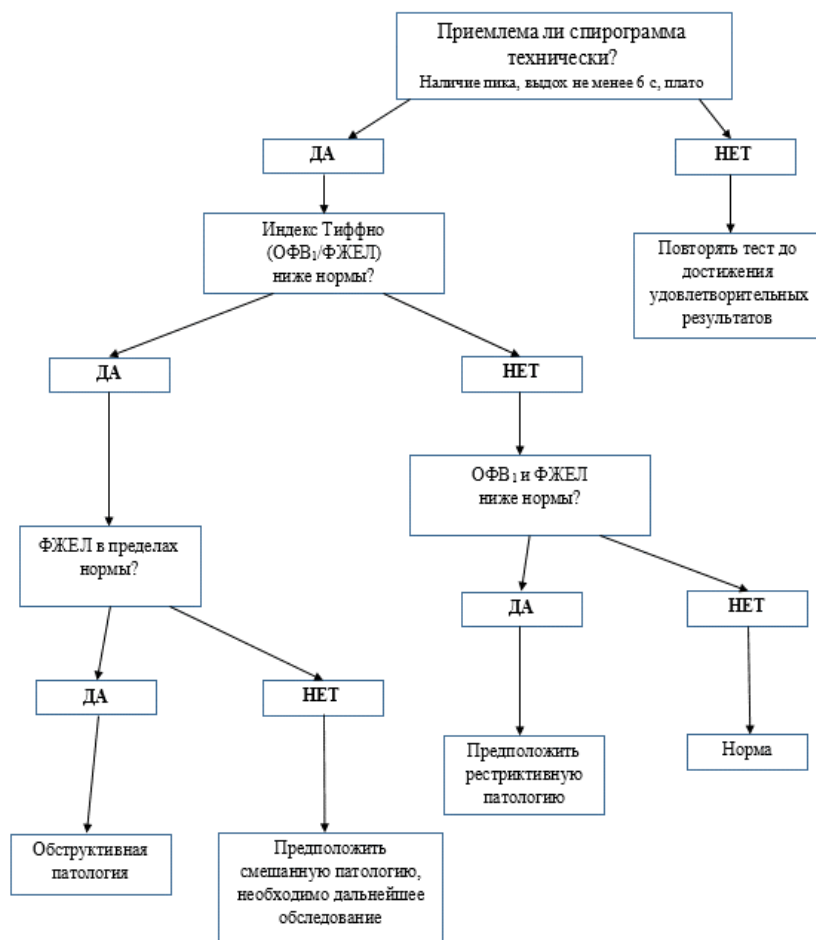 Приемлема ли спирограмма
технически?
Наличие пика, выдох не менее 6 с, плато
ДА
НЕТ
Индекс Тиффно
(ОФВ₁/ФЖЕЛ)
ниже нормы?
Повторять тест до
достижения
удовлетворительных
результатов
ДА
НЕТ
ОФВ₁ и ФЖЕЛ
ниже нормы?
ФЖЕЛ в пределах
нормы?
ДА
НЕТ
ДА
НЕТ
Предположить
рестриктивную
патологию
Норма
Обструктивная
патология
Предположить
смешанную патологию,
необходимо дальнейшее
обследование